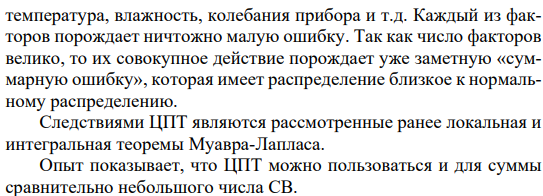 температура, влажность, колебания прибора и т.д. Каждый из фак-
торов порождает ничтожно малую ошибку. Так как число факторов
велико, то их совокупное действие порождает уже заметную «сум-
марную ошибку», которая имеет распределение близкое к нормаль-
ному распределению.
Следствиями ЦПТ являются рассмотренные ранее локальная и
интегральная теоремы Муавра-Лапласа.
Опыт показывает, что ЦПТ можно пользоваться и для суммы
сравнительно небольшого числа СВ.